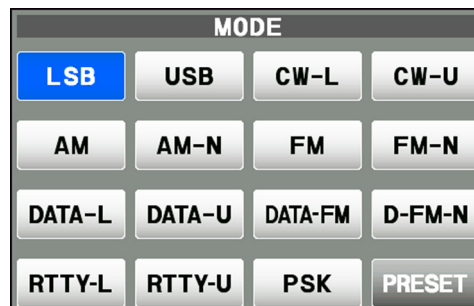 MODE
LSB USB CW-L CW-U
AM AM-N FM FM-N
DATA-L DATA-U DATA-FM D-FM-N
RTTY-L RTTY-U PSK PRESET